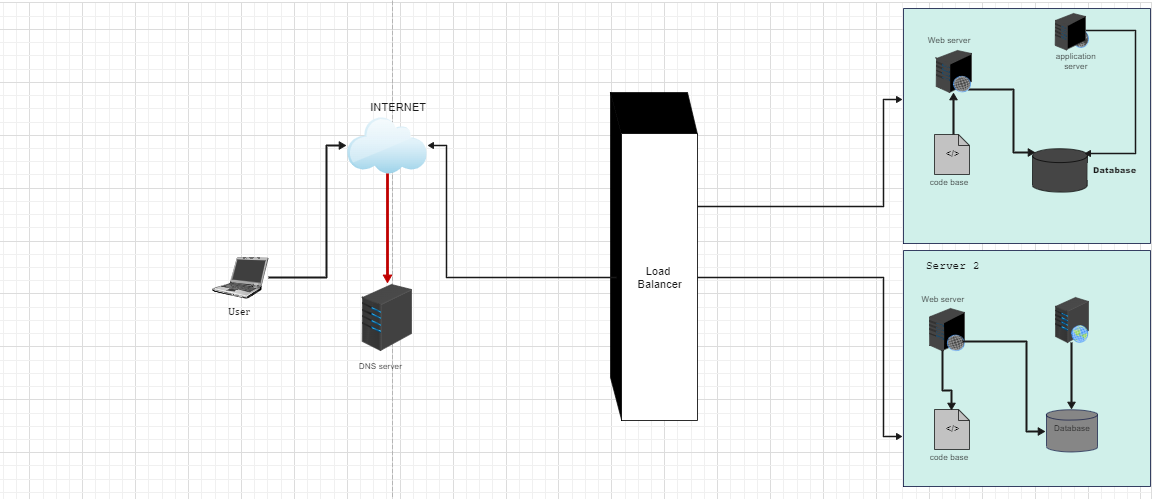 INTERNET
User
DNS server
Load
Balancer
Web server
application
server
</>
code base
Database
Server 2
Web server
</>
code base
Database